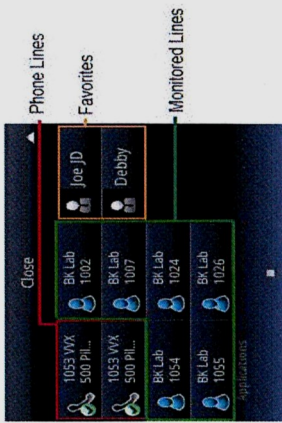 Close
1053 VVX
500 Pil...
BK Lab
1002
Joe JD
1053 VVX
500 Pil...
BK Lab
1007
Debby
BK Lab
1054
BK Lab
1024
BK Lab
1055
BK Lab
1026
Applications
Phone Lines
Favorites
Monitored Lines